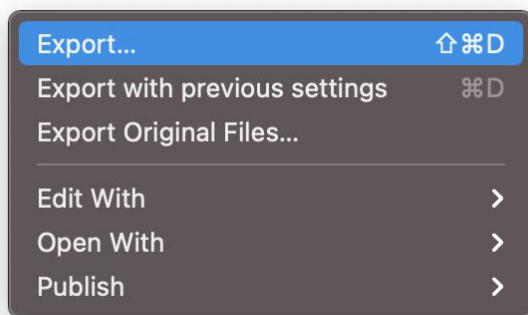 Export... ⇧⌘D
Export with previous settings ⌘D
Export Original Files...
Edit With
Open With
Publish